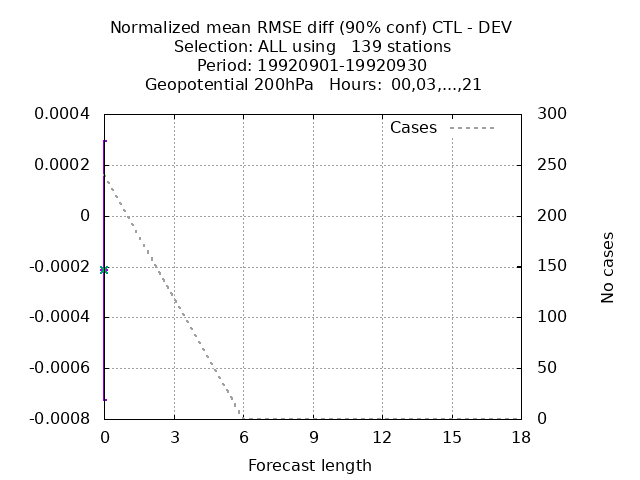 Normalized mean RMSE diff (90% conf) CTL - DEV
Selection: ALL using   139 stations
Period: 19920901-19920930
Geopotential 200hPa   Hours:  00,03,...,21
Cases
0.0004
0.0002
0
-0.0002
-0.0004
-0.0006
-0.0008
300
250
200
150
100
50
0
No cases
0 3 6 9 12 15 18
Forecast length